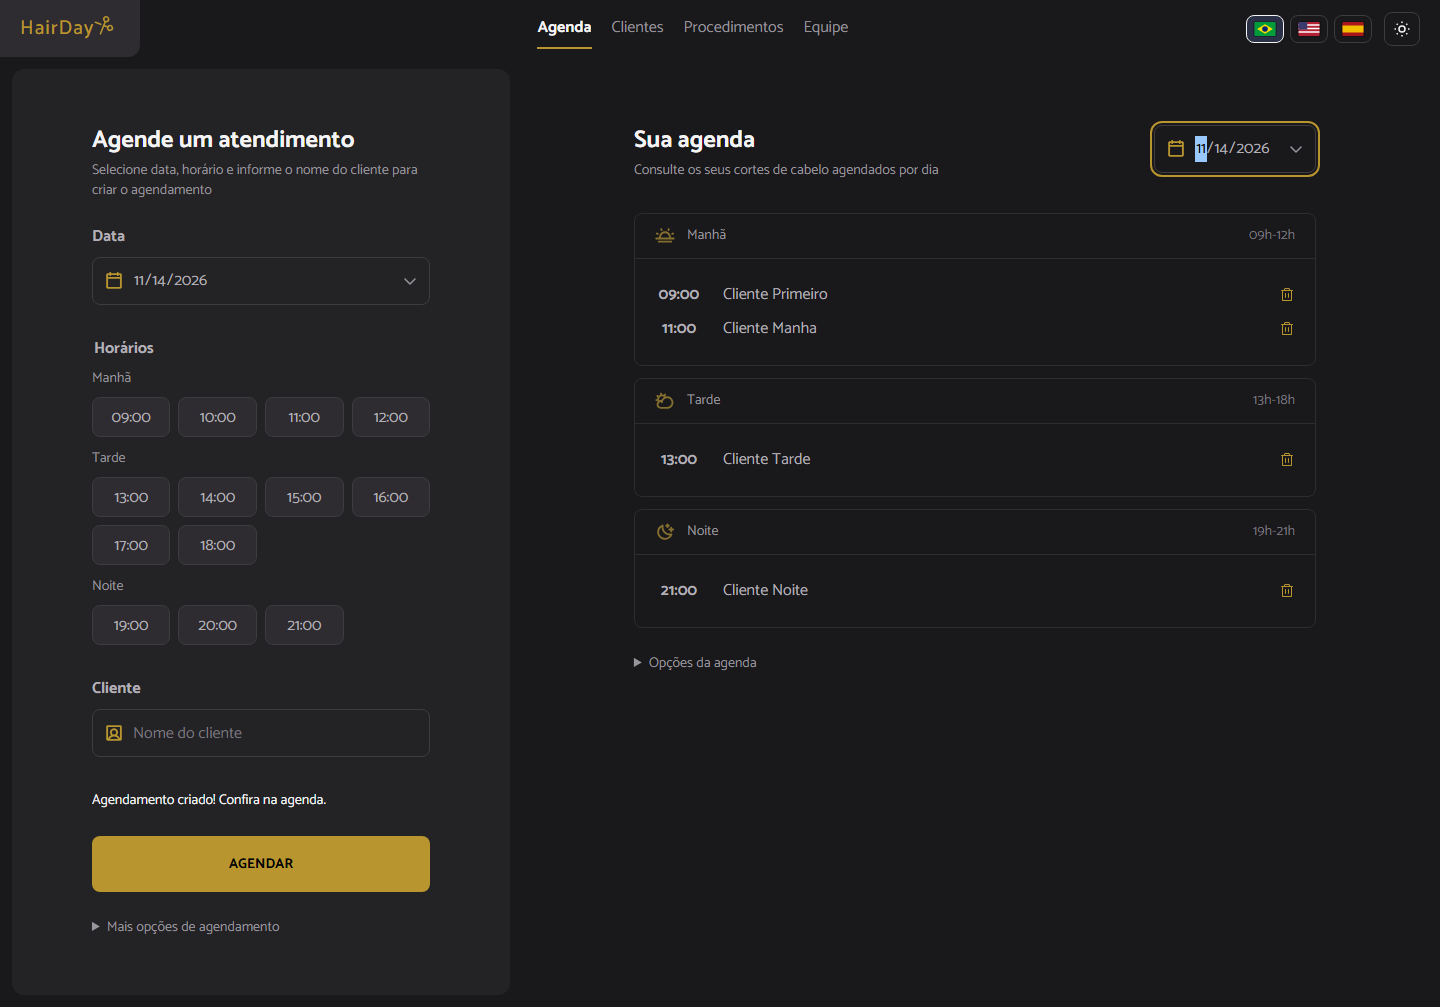 HairDay
Agenda Clientes Procedimentos Equipe
Agende um atendimento
Selecione data, horário e informe o nome do cliente para
criar o agendamento
Data
11/14/2026
Horários
Manhã
09:00 10:00 11:00 12:00
Tarde
13:00 14:00 15:00 16:00
17:00 18:00
Noite
19:00 20:00 21:00
Cliente
Nome do cliente
Agendamento criado! Confira na agenda.
AGENDAR
Mais opções de agendamento
Sua agenda
Consulte os seus cortes de cabelo agendados por dia
11/14/2026
Manhã 09h-12h
09:00 Cliente Primeiro
11:00 Cliente Manha
Tarde 13h-18h
13:00 Cliente Tarde
Noite 19h-21h
21:00 Cliente Noite
Opções da agenda